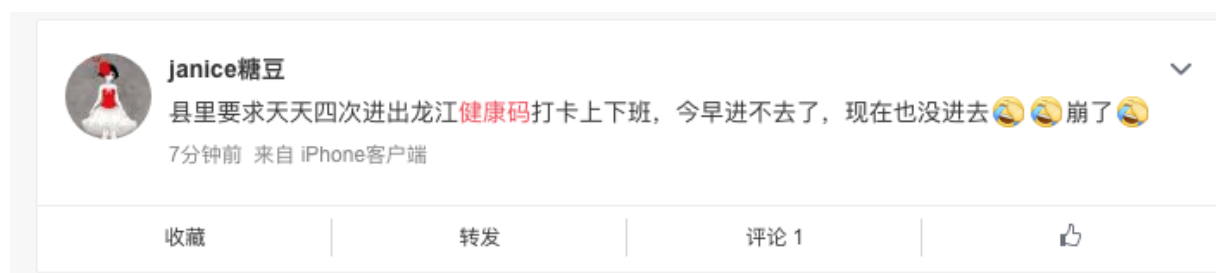 janice糖豆
县里要求天天四次进出龙江健康码打卡上下班，今早进不去了，现在也没进去崩了
7分钟前 来自 iPhone客户端
收藏 转发 评论 1